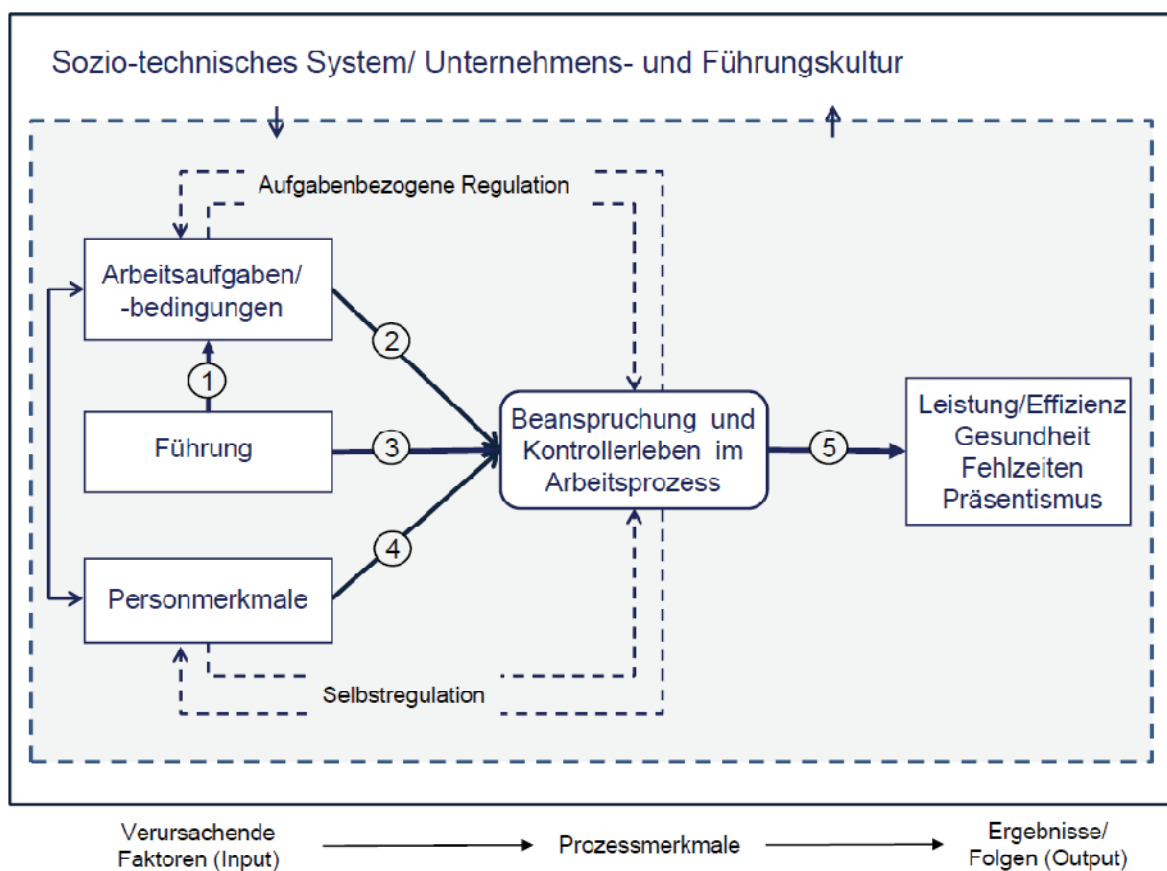 Sozio-technisches System/ Unternehmens- und Führungskultur
Aufgabenbezogene Regulation
Arbeitsaufgaben/
-bedingungen
2
1
Führung
3
Beanspruchung und
Kontrollerleben im
Arbeitsprozess
5
Leistung/Effizienz
Gesundheit
Fehlzeiten
Präsentismus
4
Personmerkmale
Selbstregulation
Verursachende
Faktoren (Input)
Prozessmerkmale
Ergebnisse/
Folgen (Output)